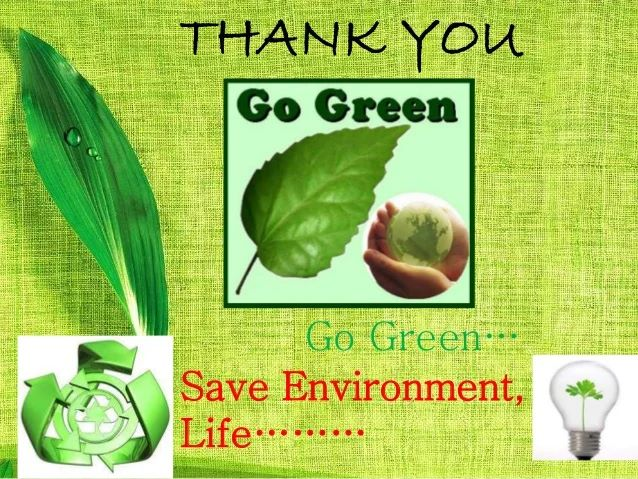 THANK YOU
Go Green
Go Green…
Save Environment,
Life………